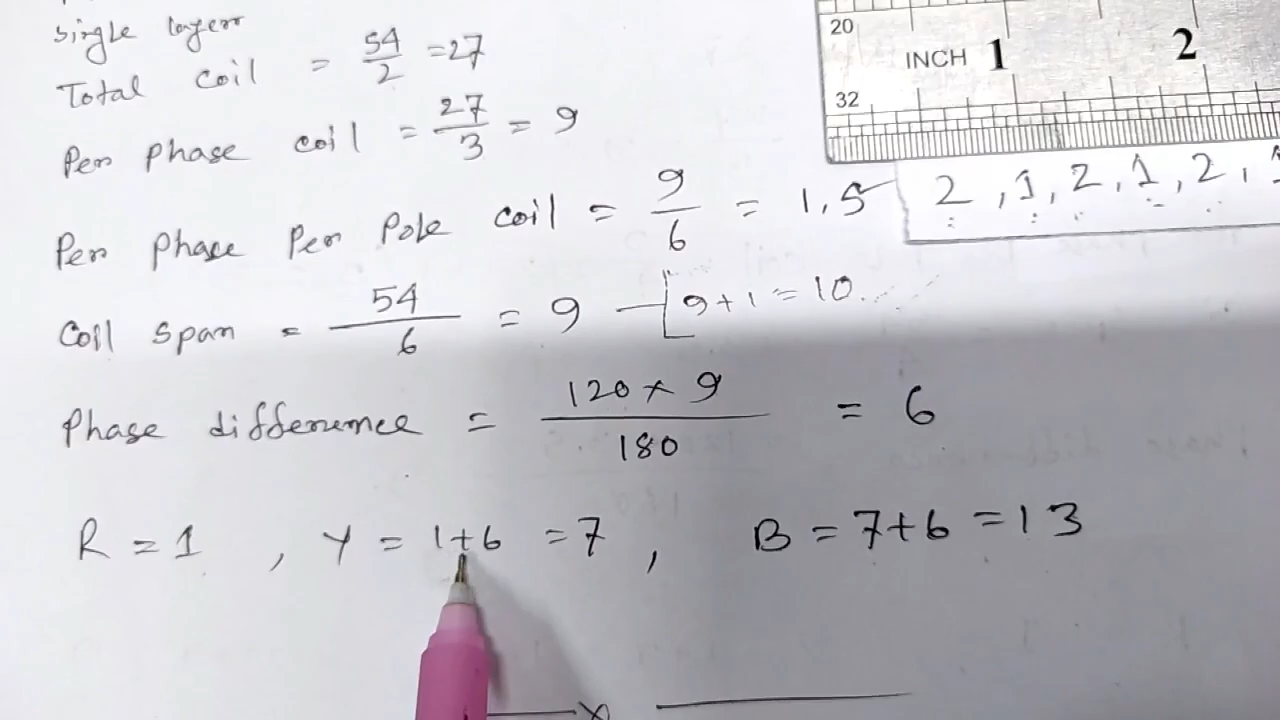 single layer
Total coil = 54/2 = 27
Per phase coil = 27/3 = 9
Per phase Per Pole coil = 9/6 = 1.5
2, 1, 2, 1, 2, 1
Coil span = 54/6 = 9 [9+1 = 10
Phase difference = 120 × 9 / 180 = 6
R = 1, Y = 1+6 = 7, B = 7+6 = 13
20
INCH 1 2
32